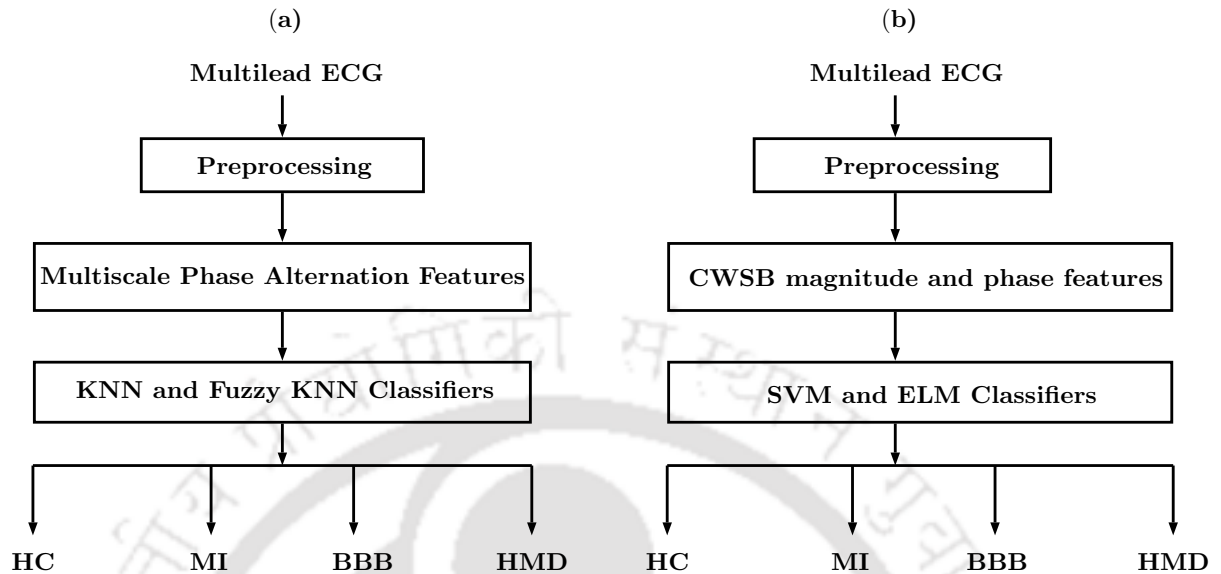 (a)
Multilead ECG
Preprocessing
Multiscale Phase Alternation Features
KNN and Fuzzy KNN Classifiers
HC MI BBB HMD
(b)
Multilead ECG
Preprocessing
CWSB magnitude and phase features
SVM and ELM Classifiers
HC MI BBB HMD